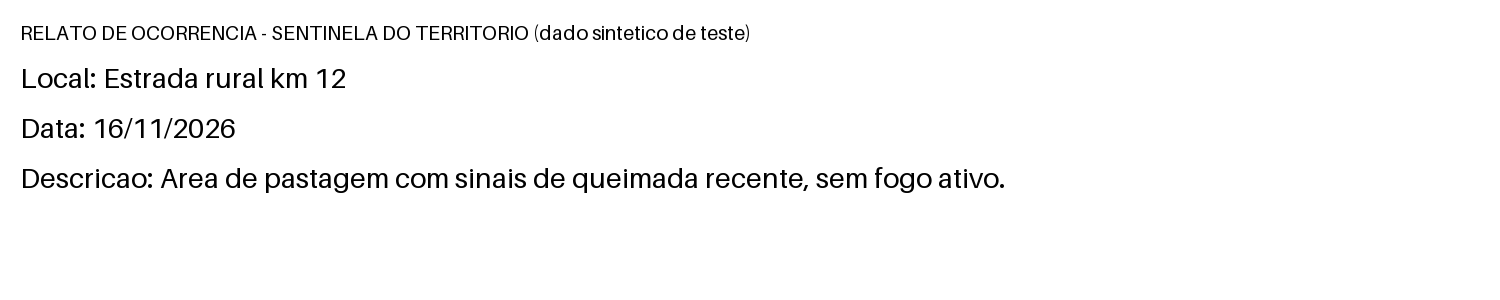 RELATO DE OCORRENCIA - SENTINELA DO TERRITORIO (dado sintetico de teste)
Local: Estrada rural km 12
Data: 16/11/2026
Descricao: Area de pastagem com sinais de queimada recente, sem fogo ativo.